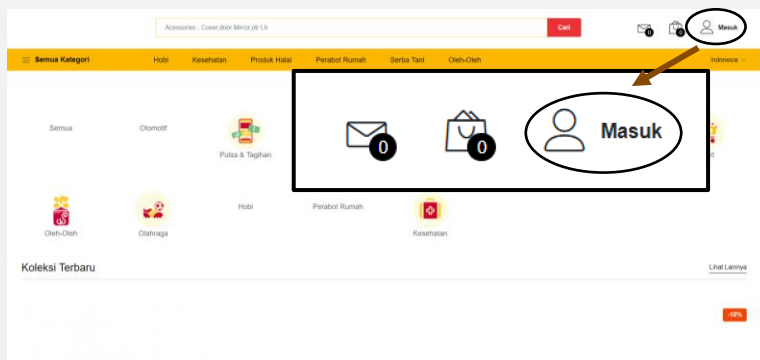 Acessories - Cover,door Mirror,plr Lh
Cari
0
0
Masuk
Semua Kategori
Hobi
Kesehatan
Produk Halal
Perabot Rumah
Serba Tani
Oleh-Oleh
Indonesia
0
0
Masuk
Semua
Otomotif
Pulsa & Tagihan
Oleh-Oleh
Olahraga
Hobi
Perabot Rumah
Kesehatan
Koleksi Terbaru
Lihat Lainnya
-10%